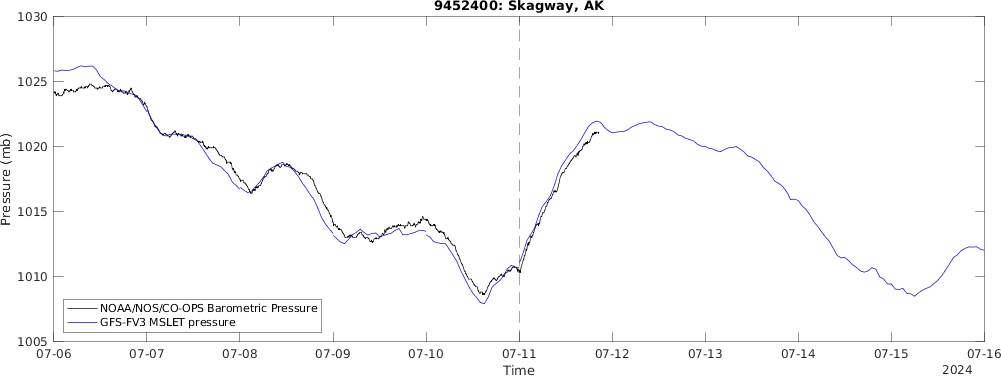 9452400: Skagway, AK
1030
1025
1020
1015
1010
1005
Pressure (mb)
NOAA/NOS/CO-OPS Barometric Pressure
GFS-FV3 MSLET pressure
07-06 07-07 07-08 07-09 07-10 07-11 07-12 07-13 07-14 07-15 07-16
Time
2024